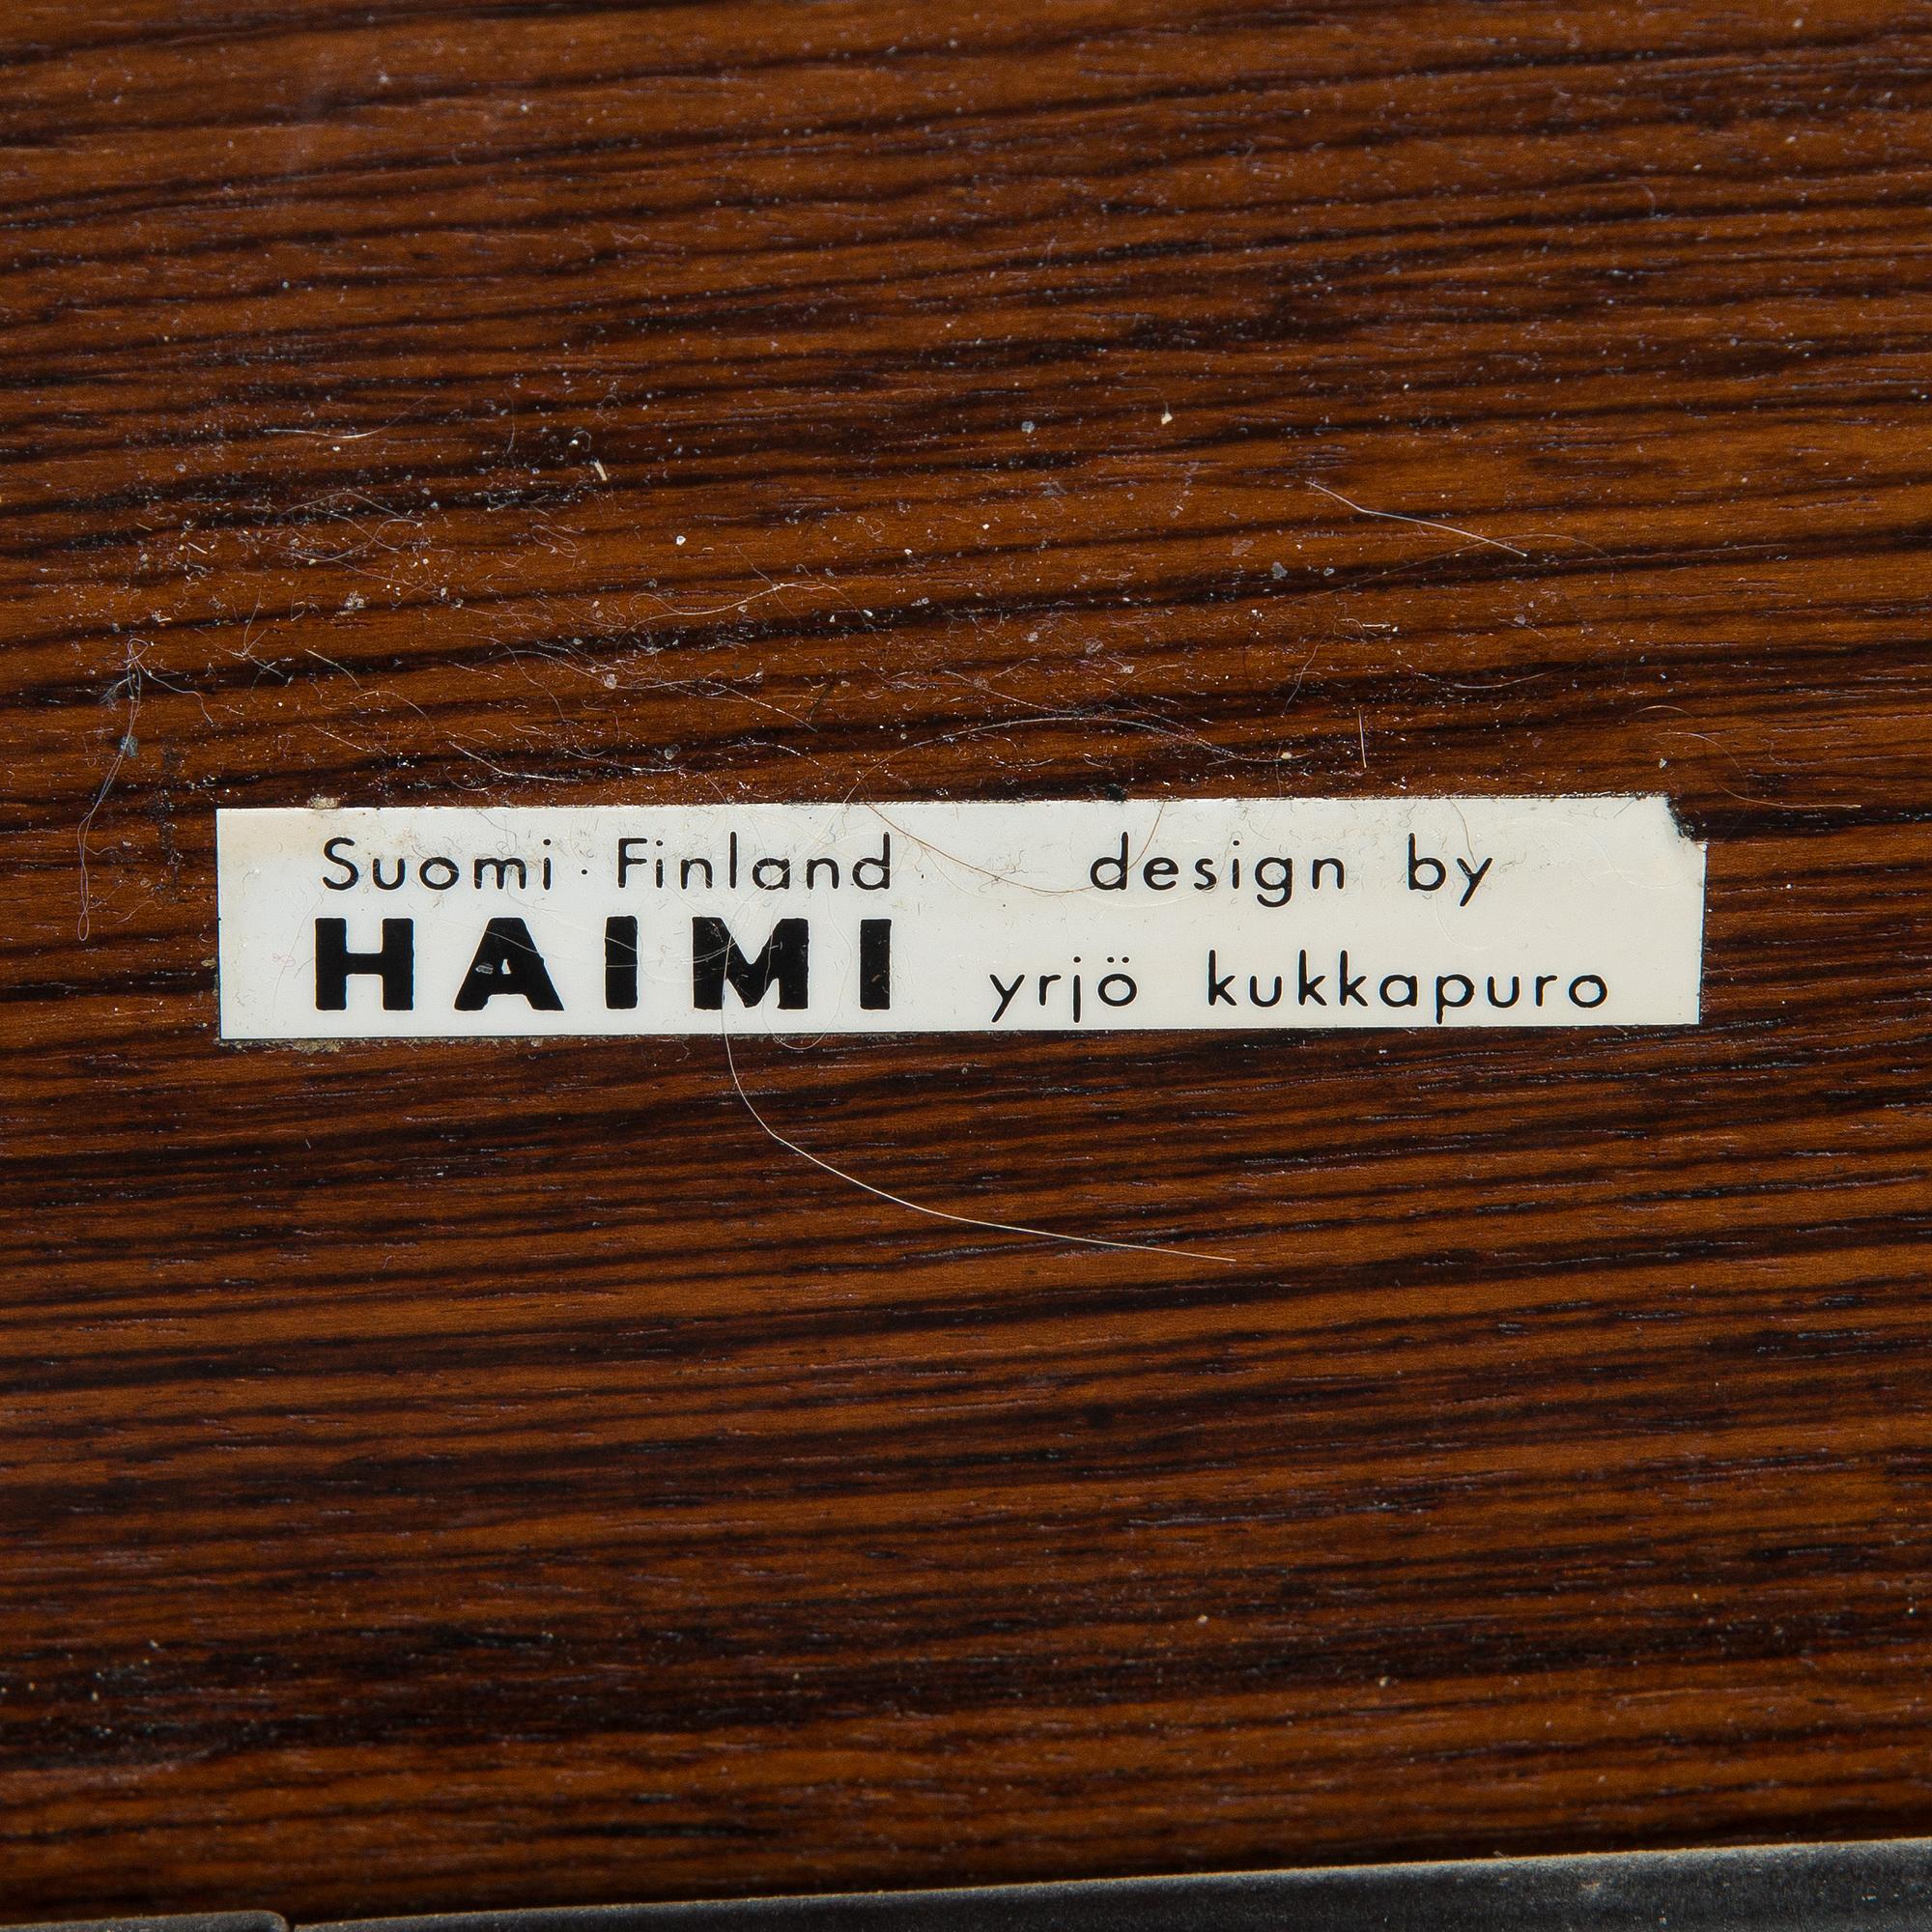 Suomi · Finland
HAIMI
design by
yrjö kukkapuro